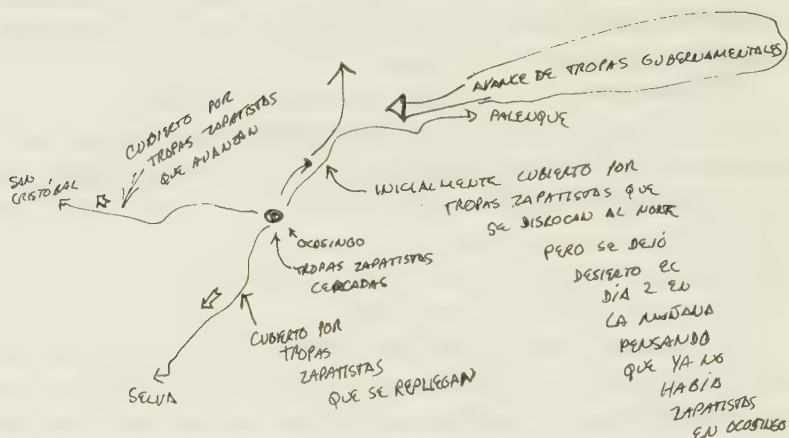 AVANCE DE TROPAS GUBERNAMENTALES
PALENQUE
CUBIERTO POR
TROPAS ZAPATISTAS
QUE AVANZAN
SAN
CRISTÓBAL
INICIALMENTE CUBIERTO POR
TROPAS ZAPATISTAS QUE
SE DISLOCAN AL NORTE
PERO SE DEJÓ
DESIERTO EL
DÍA 2 EN
LA MAÑANA
PENSANDO
QUE YA NO
HABÍA
ZAPATISTAS
EN OCOSINGO
OCOSINGO
TROPAS ZAPATISTAS
CERCADAS
CUBIERTO POR
TROPAS
ZAPATISTAS
QUE SE REPLIEGAN
SELVA